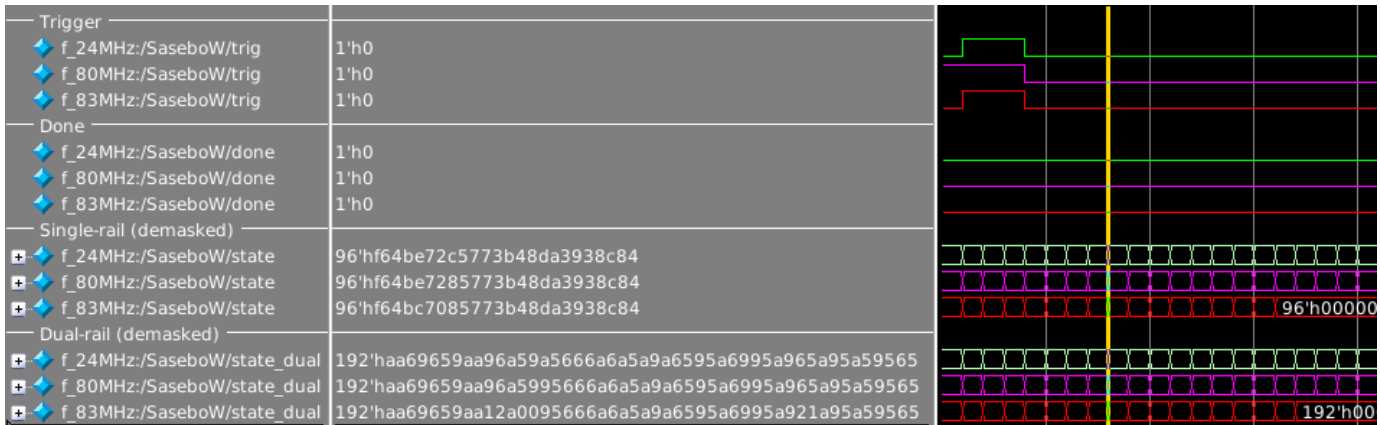 Trigger
f_24MHz:/SaseboW/trig 1'h0
f_80MHz:/SaseboW/trig 1'h0
f_83MHz:/SaseboW/trig 1'h0
Done
f_24MHz:/SaseboW/done 1'h0
f_80MHz:/SaseboW/done 1'h0
f_83MHz:/SaseboW/done 1'h0
Single-rail (demasked)
f_24MHz:/SaseboW/state 96'hf64be72c5773b48da3938c84
f_80MHz:/SaseboW/state 96'hf64be7285773b48da3938c84
f_83MHz:/SaseboW/state 96'hf64bc7085773b48da3938c84 96'h00000
Dual-rail (demasked)
f_24MHz:/SaseboW/state_dual 192'haa69659aa96a59a5666a6a5a9a6595a6995a965a95a59565
f_80MHz:/SaseboW/state_dual 192'haa69659aa96a5995666a6a5a9a6595a6995a965a95a59565
f_83MHz:/SaseboW/state_dual 192'haa69659aa12a0095666a6a5a9a6595a6995a921a95a59565 192'h00